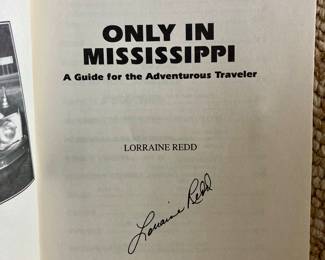 ONLY IN
MISSISSIPPI
A Guide for the Adventurous Traveler
LORRAINE REDD
Lorraine Redd